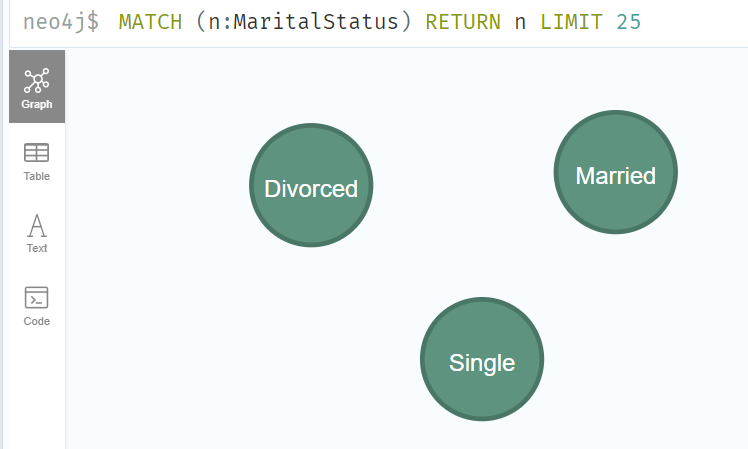 neo4j$ MATCH (n:MaritalStatus) RETURN n LIMIT 25
Graph
Table
Text
Code
Divorced
Married
Single